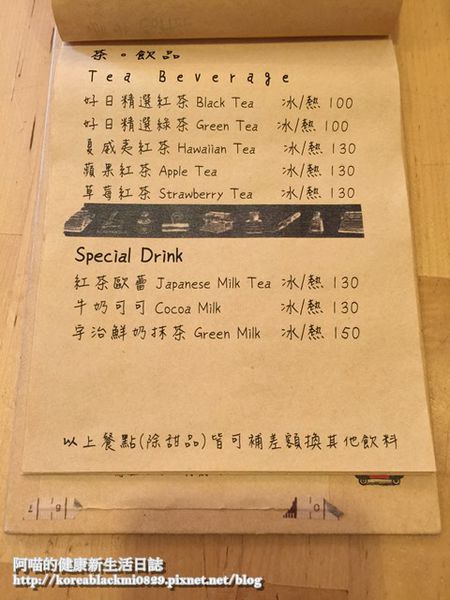 茶。飲品
Tea Beverage
好日精選紅茶 Black Tea 冰/熱 100
好日精選綠茶 Green Tea 冰/熱 100
夏威夷紅茶 Hawaiian Tea 冰/熱 130
蘋果紅茶 Apple Tea 冰/熱 130
草莓紅茶 Strawberry Tea 冰/熱 130
Special Drink
紅茶歐蕾 Japanese Milk Tea 冰/熱 130
牛奶可可 Cocoa Milk 冰/熱 130
宇治鮮奶抹茶 Green Milk 冰/熱 150
以上餐點(除甜品)皆可補差額換其他飲料
阿喵的健康新生活日誌
http://koreablackmi0829.pixnet.net/blog